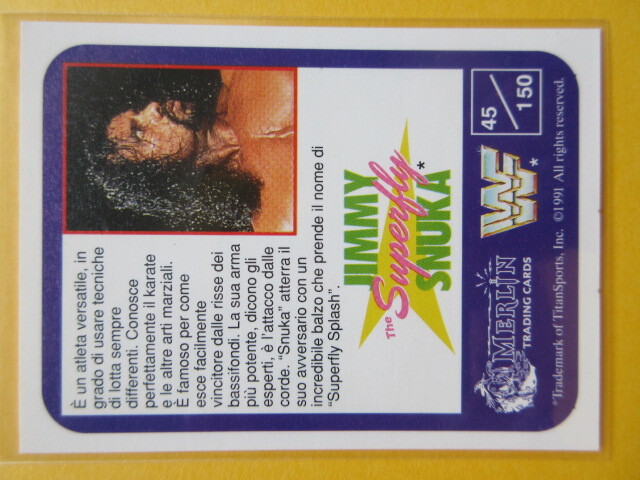 È un atleta versatile, in
grado di usare tecniche
di lotta sempre
differenti. Conosce
perfettamente il karate
e le altre arti marziali.
È famoso per come
esce facilmente
vincitore dalle risse dei
bassifondi. La sua arma
più potente, dicono gli
esperti, è l'attacco dalle
corde. "Snuka" atterra il
suo avversario con un
incredibile balzo che prende il nome di
"Superfly Splash".
JIMMY
The Superfly
SNUKA*
MERLIN
TRADING CARDS
WF*
45/150
*Trademark of TitanSports, Inc. ©1991 All rights reserved.